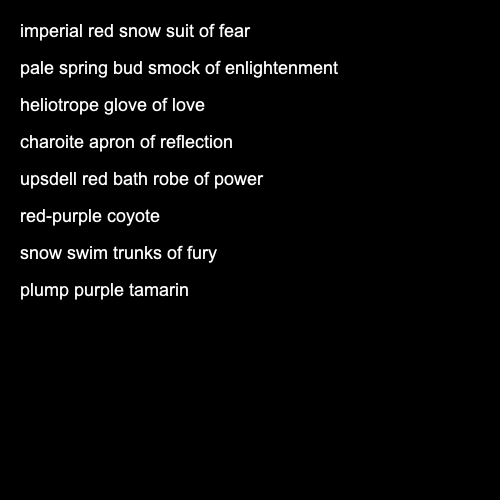 imperial red snow suit of fear
pale spring bud smock of enlightenment
heliotrope glove of love
charoite apron of reflection
upsdell red bath robe of power
red-purple coyote
snow swim trunks of fury
plump purple tamarin